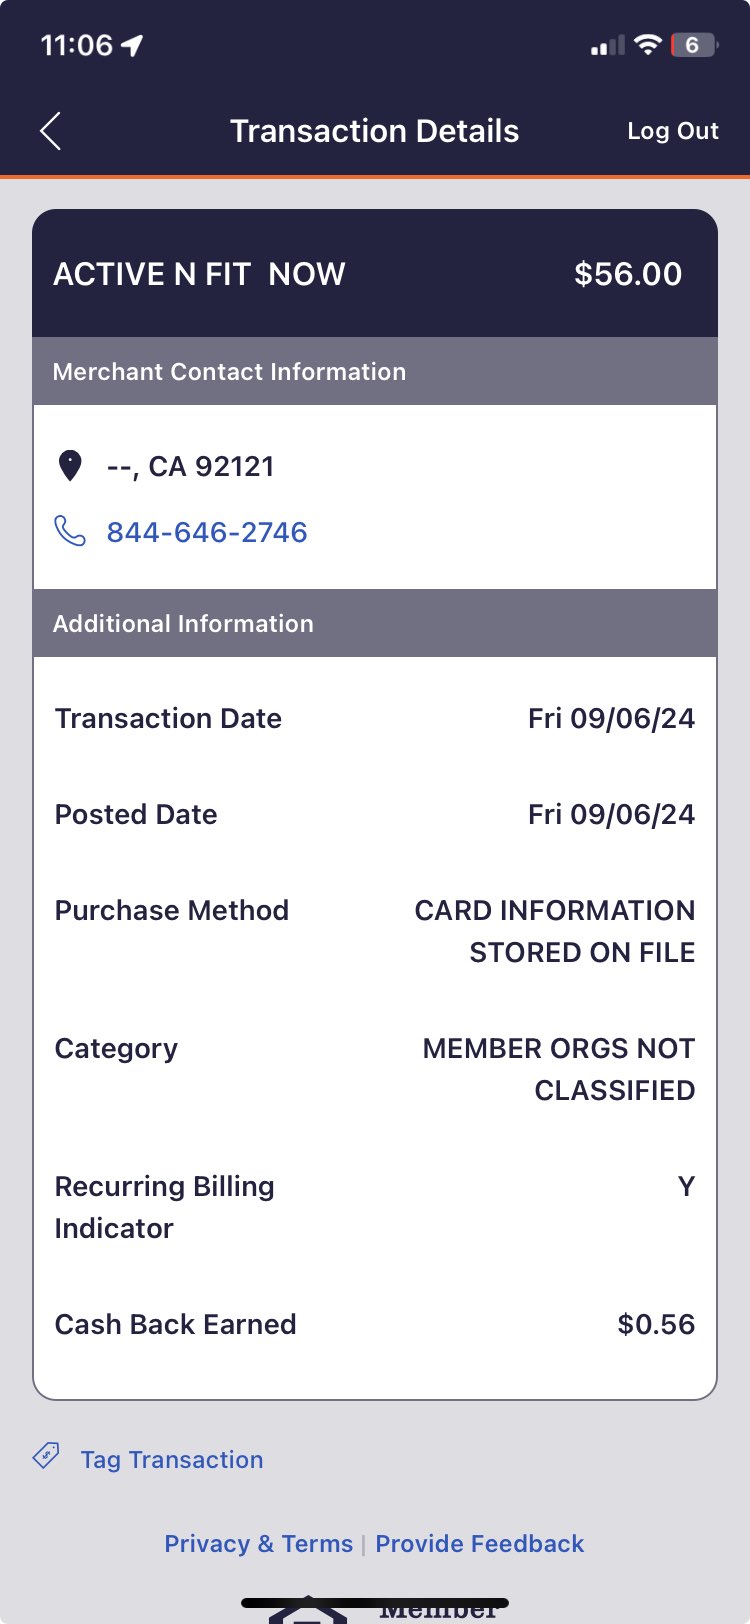 11:06
6
Transaction Details
Log Out
ACTIVE N FIT  NOW $56.00
Merchant Contact Information
--, CA 92121
844-646-2746
Additional Information
Transaction Date Fri 09/06/24
Posted Date Fri 09/06/24
Purchase Method CARD INFORMATION
STORED ON FILE
Category MEMBER ORGS NOT
CLASSIFIED
Recurring Billing Y
Indicator
Cash Back Earned $0.56
Tag Transaction
Privacy & Terms | Provide Feedback
Member